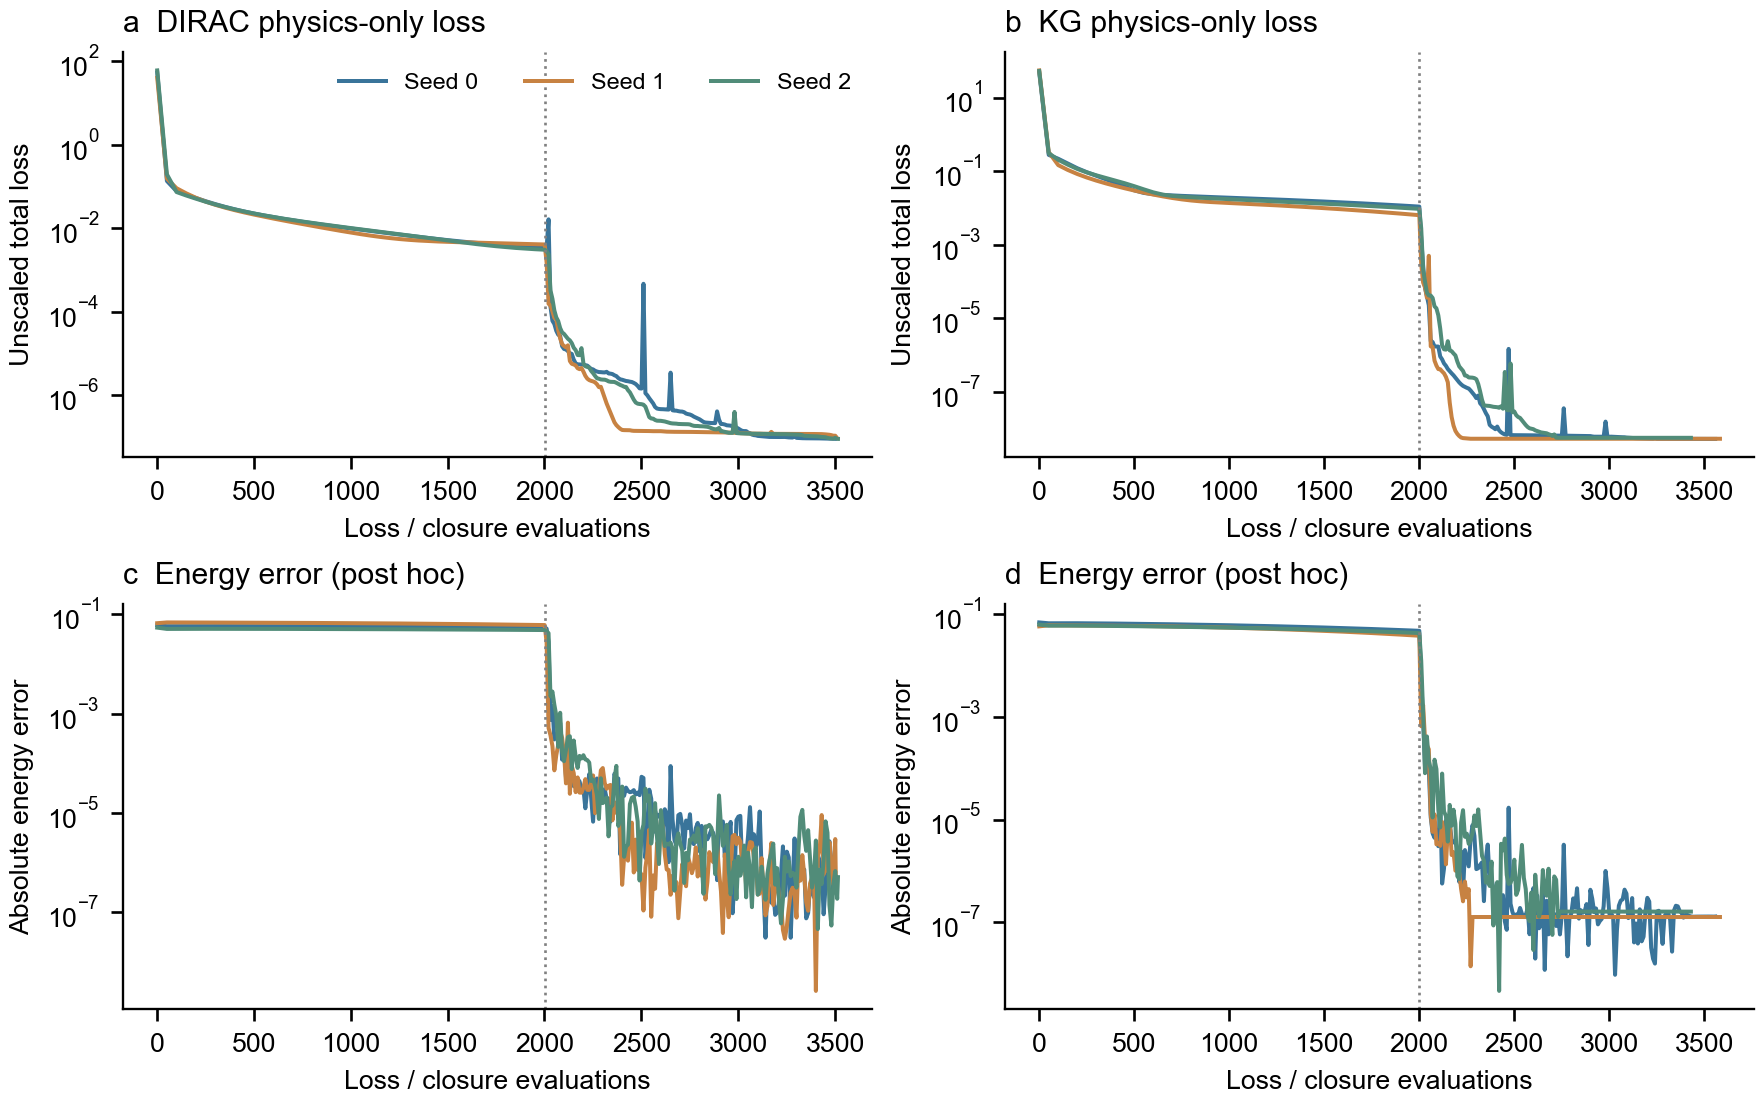 a DIRAC physics-only loss
Unscaled total loss
10^2
10^0
10^−2
10^−4
10^−6
Seed 0
Seed 1
Seed 2
0 500 1000 1500 2000 2500 3000 3500
Loss / closure evaluations
b KG physics-only loss
Unscaled total loss
10^1
10^−1
10^−3
10^−5
10^−7
0 500 1000 1500 2000 2500 3000 3500
Loss / closure evaluations
c Energy error (post hoc)
Absolute energy error
10^−1
10^−3
10^−5
10^−7
0 500 1000 1500 2000 2500 3000 3500
Loss / closure evaluations
d Energy error (post hoc)
Absolute energy error
10^−1
10^−3
10^−5
10^−7
0 500 1000 1500 2000 2500 3000 3500
Loss / closure evaluations